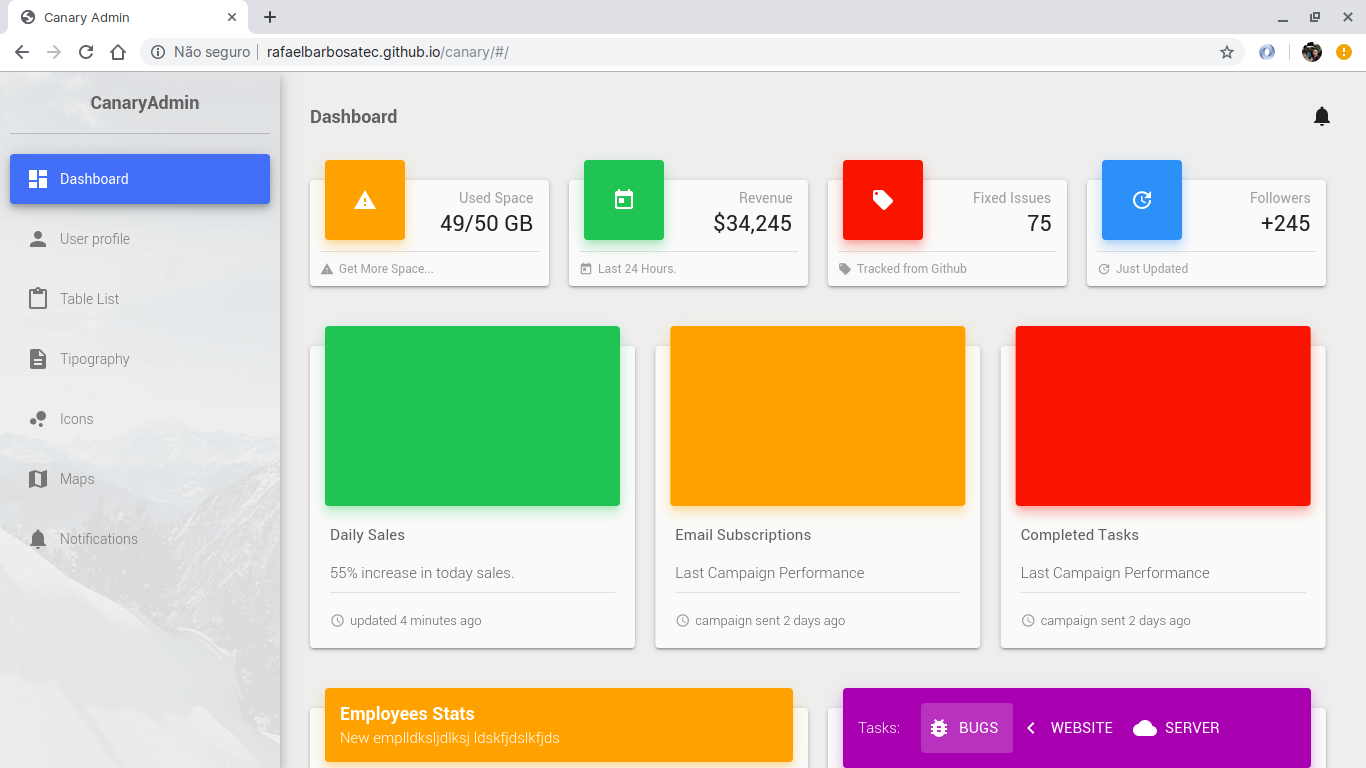 Canary Admin
Não seguro rafaelbarbosatec.github.io/canary/#/
CanaryAdmin
Dashboard
User profile
Table List
Tipography
Icons
Maps
Notifications
Dashboard
Used Space
49/50 GB
Get More Space...
Revenue
$34,245
Last 24 Hours.
Fixed Issues
75
Tracked from Github
Followers
+245
Just Updated
Daily Sales
55% increase in today sales.
updated 4 minutes ago
Email Subscriptions
Last Campaign Performance
campaign sent 2 days ago
Completed Tasks
Last Campaign Performance
campaign sent 2 days ago
Employees Stats
New emplldksljdlksj ldskfjdslkfjds
Tasks: BUGS WEBSITE SERVER